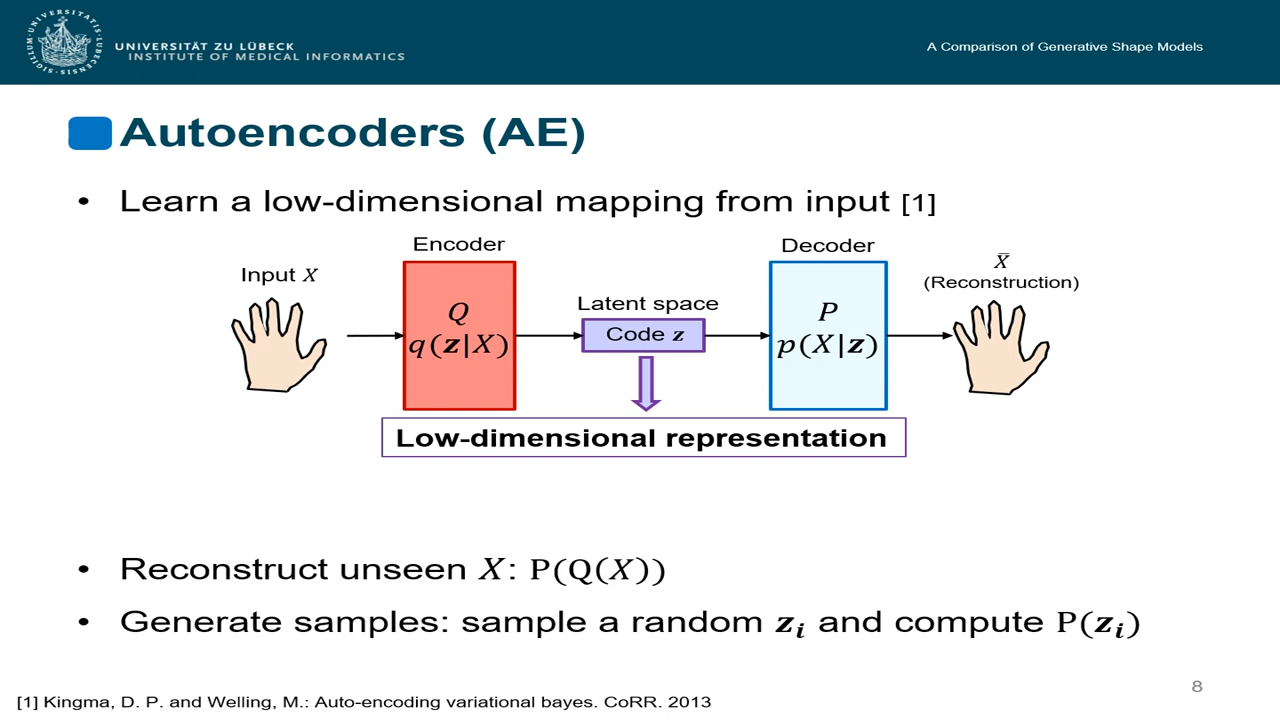 UNIVERSITÄT ZU LÜBECK
INSTITUTE OF MEDICAL INFORMATICS
A Comparison of Generative Shape Models
Autoencoders (AE)
• Learn a low-dimensional mapping from input [1]
Encoder
Decoder
Input X
X̄
(Reconstruction)
Latent space
Q
q(z|X)
Code z
P
p(X|z)
Low-dimensional representation
• Reconstruct unseen X: P(Q(X))
• Generate samples: sample a random zᵢ and compute P(zᵢ)
[1] Kingma, D. P. and Welling, M.: Auto-encoding variational bayes. CoRR. 2013
8